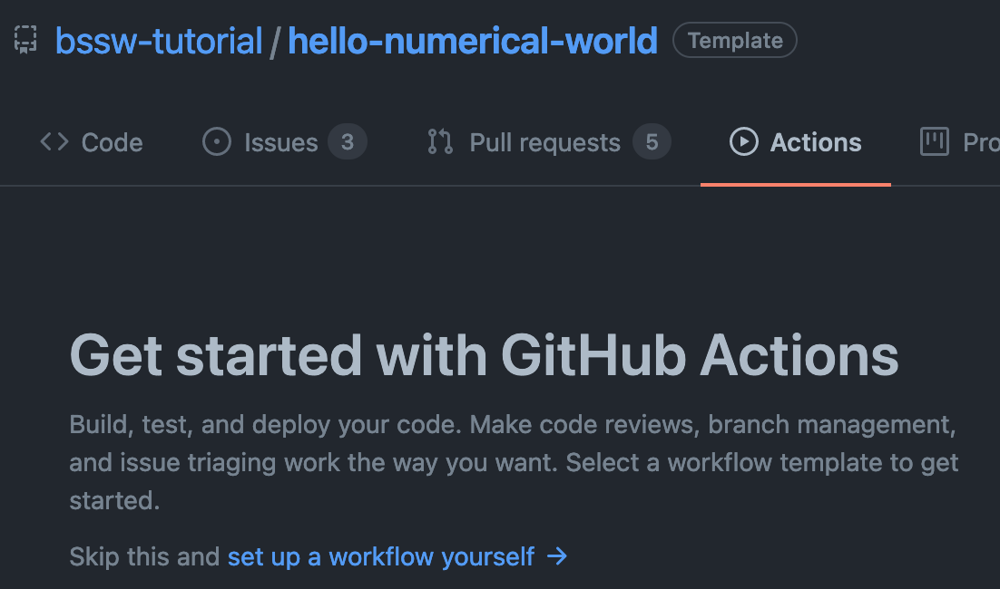 bssw-tutorial / hello-numerical-world Template
Code Issues 3 Pull requests 5 Actions Pro
Get started with GitHub Actions
Build, test, and deploy your code. Make code reviews, branch management,
and issue triaging work the way you want. Select a workflow template to get
started.
Skip this and set up a workflow yourself →